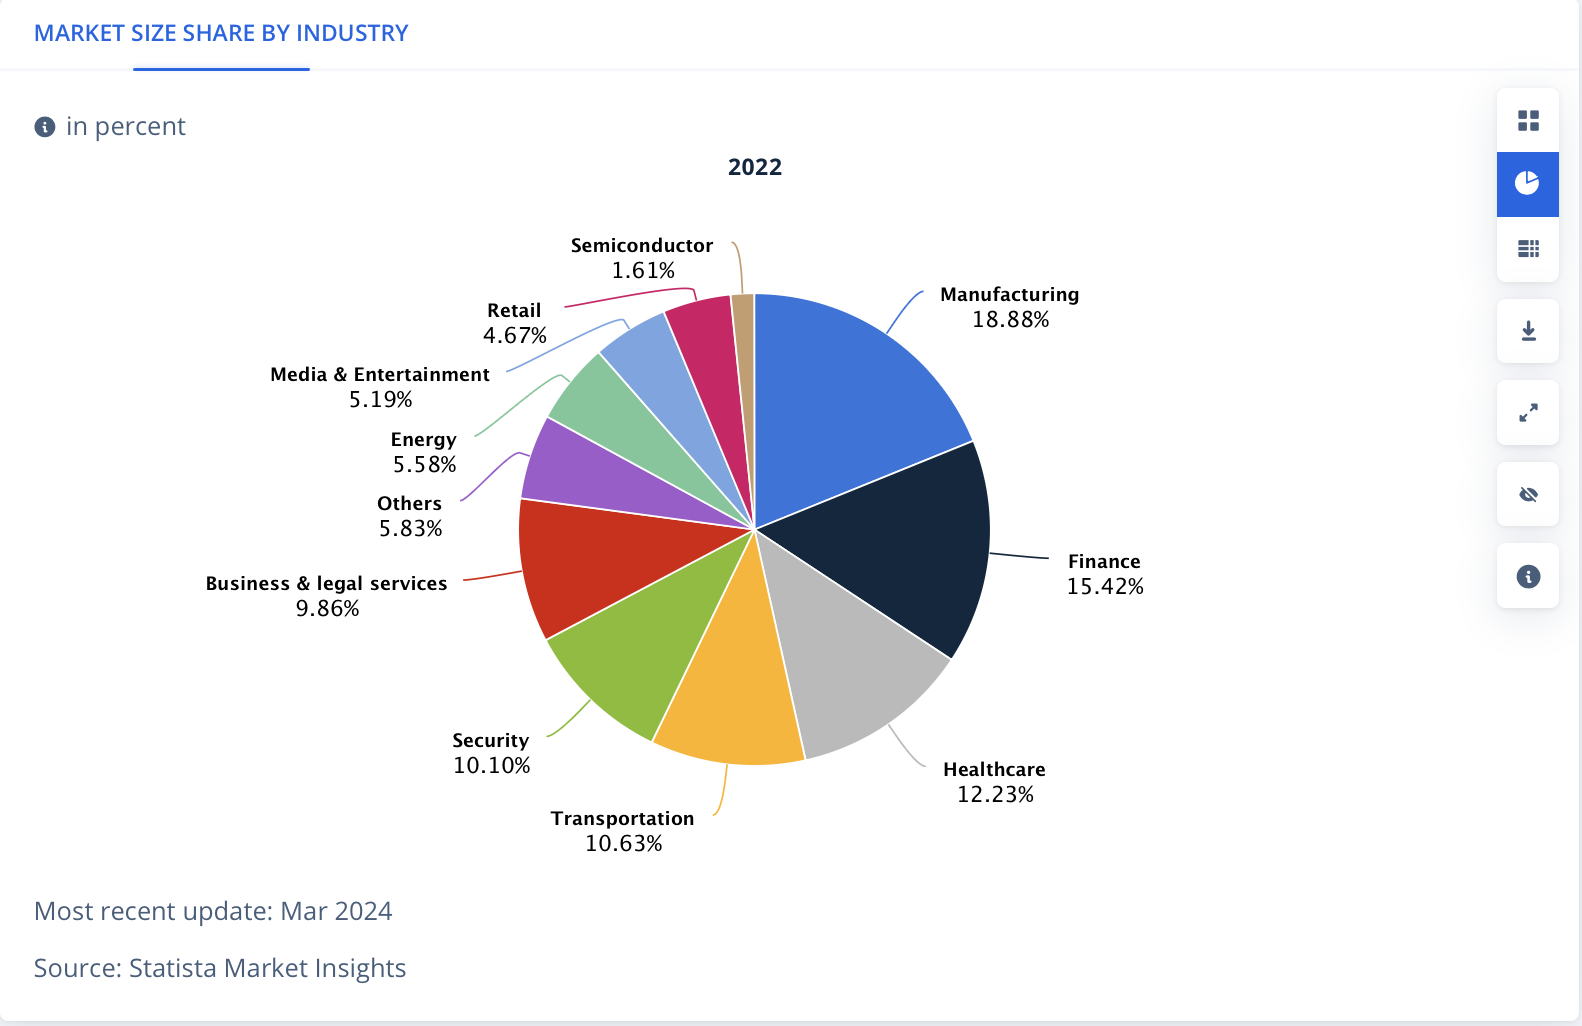 MARKET SIZE SHARE BY INDUSTRY
in percent
2022
Semiconductor
1.61%
Manufacturing
18.88%
Retail
4.67%
Media & Entertainment
5.19%
Energy
5.58%
Others
5.83%
Finance
15.42%
Business & legal services
9.86%
Security
10.10%
Healthcare
12.23%
Transportation
10.63%
Most recent update: Mar 2024
Source: Statista Market Insights